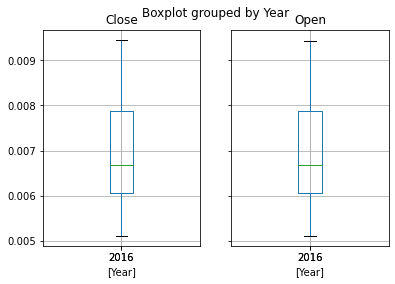 Boxplot grouped by Year
Close
Open
0.009
0.008
0.007
0.006
0.005
2016
2016
[Year]
[Year]